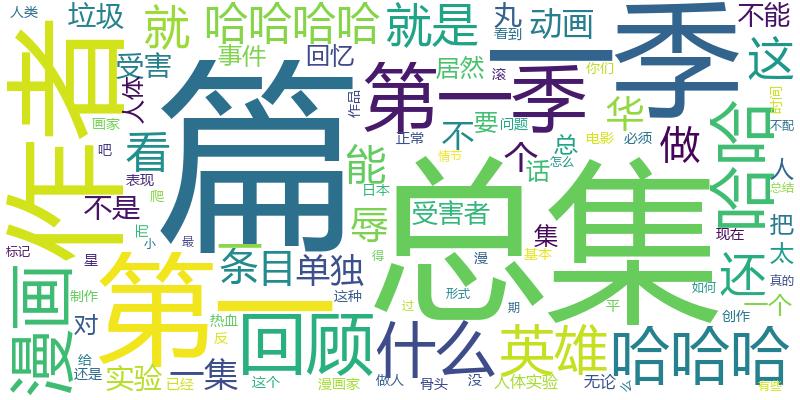 人类
垃圾
就
哈哈哈哈
就是
丸
看到
动画
一季
不能
作者
受害
事件
回忆
篇
第一季
居然
滚
你们
这
人体
作品
画家
看
吧
表现
爬
不是
能
正常
不
要
问题
个
总
话
华
电影
必须
做
哈哈
时间
不配
人
总结
情节
怎么
日本
辱
受害者
总集
集
基本
漫
得
还
把
太
现在
真的
标记
星
小
最
第一
条目
单独
漫画
制作
对
给
还是
实验
已经
一集
热血
反
这个
回顾
这种
漫画家
什么
做人
骨头
形式
过
期
没
英雄
人体实验
平
无论
么
哈哈哈
如何
创作
一个
有些